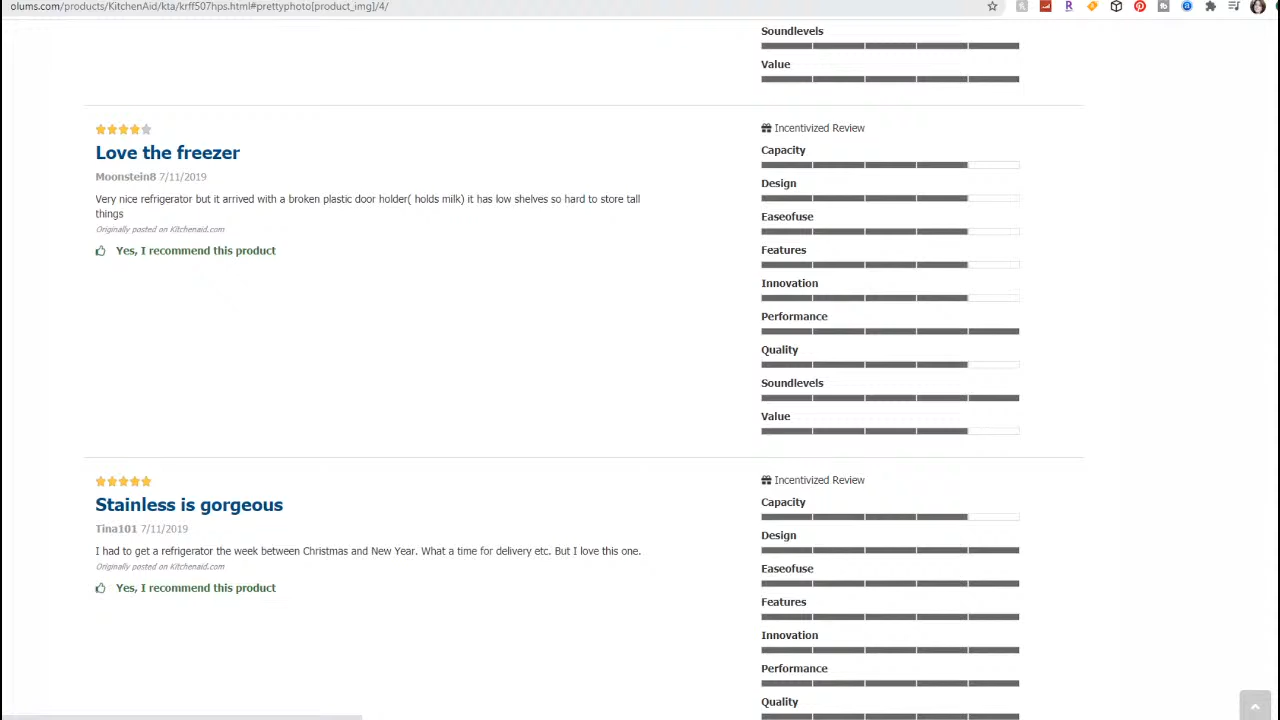 olums.com/products/KitchenAid/kta/krff507hps.html#prettyphoto[product_img]/4/
Soundlevels
Value
Love the freezer
Moonstein8 7/11/2019
Very nice refrigerator but it arrived with a broken plastic door holder( holds milk) it has low shelves so hard to store tall
things
Originally posted on Kitchenaid.com
Yes, I recommend this product
Incentivized Review
Capacity
Design
Easeofuse
Features
Innovation
Performance
Quality
Soundlevels
Value
Stainless is gorgeous
Tina101 7/11/2019
I had to get a refrigerator the week between Christmas and New Year. What a time for delivery etc. But I love this one.
Originally posted on Kitchenaid.com
Yes, I recommend this product
Incentivized Review
Capacity
Design
Easeofuse
Features
Innovation
Performance
Quality